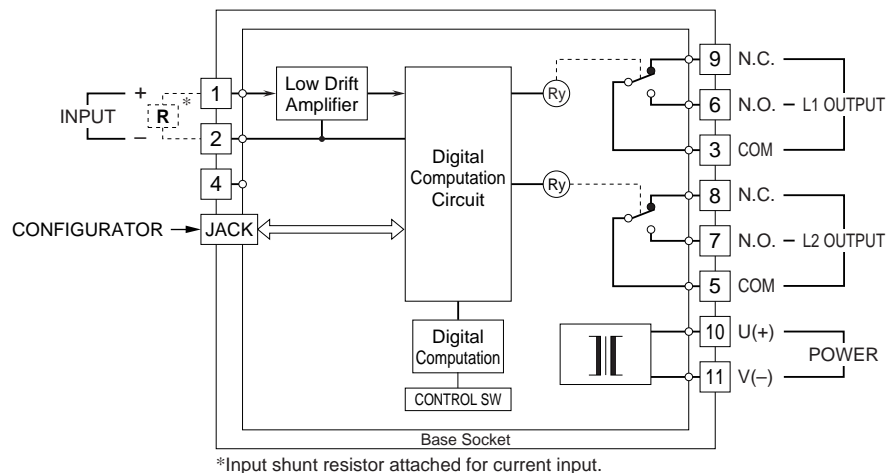 INPUT
+
–
R
*
1
2
4
CONFIGURATOR
JACK
Low Drift
Amplifier
Digital
Computation
Circuit
Ry
Ry
Digital
Computation
CONTROL SW
9 N.C.
6 N.O.
3 COM
L1 OUTPUT
8 N.C.
7 N.O.
5 COM
L2 OUTPUT
10 U(+)
11 V(–)
POWER
Base Socket
*Input shunt resistor attached for current input.